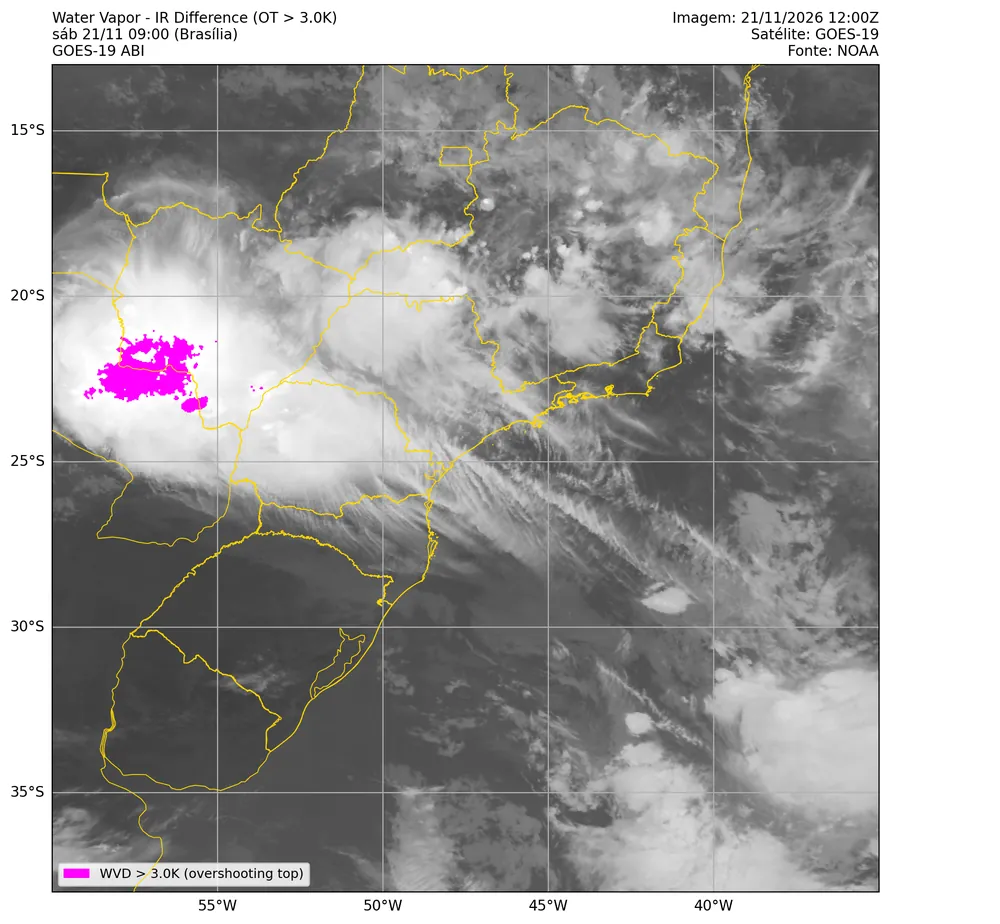 Water Vapor - IR Difference (OT > 3.0K)
sáb 21/11 09:00 (Brasília)
GOES-19 ABI
Imagem: 21/11/2026 12:00Z
Satélite: GOES-19
Fonte: NOAA
15°S
20°S
25°S
30°S
35°S
WVD > 3.0K (overshooting top)
55°W
50°W
45°W
40°W